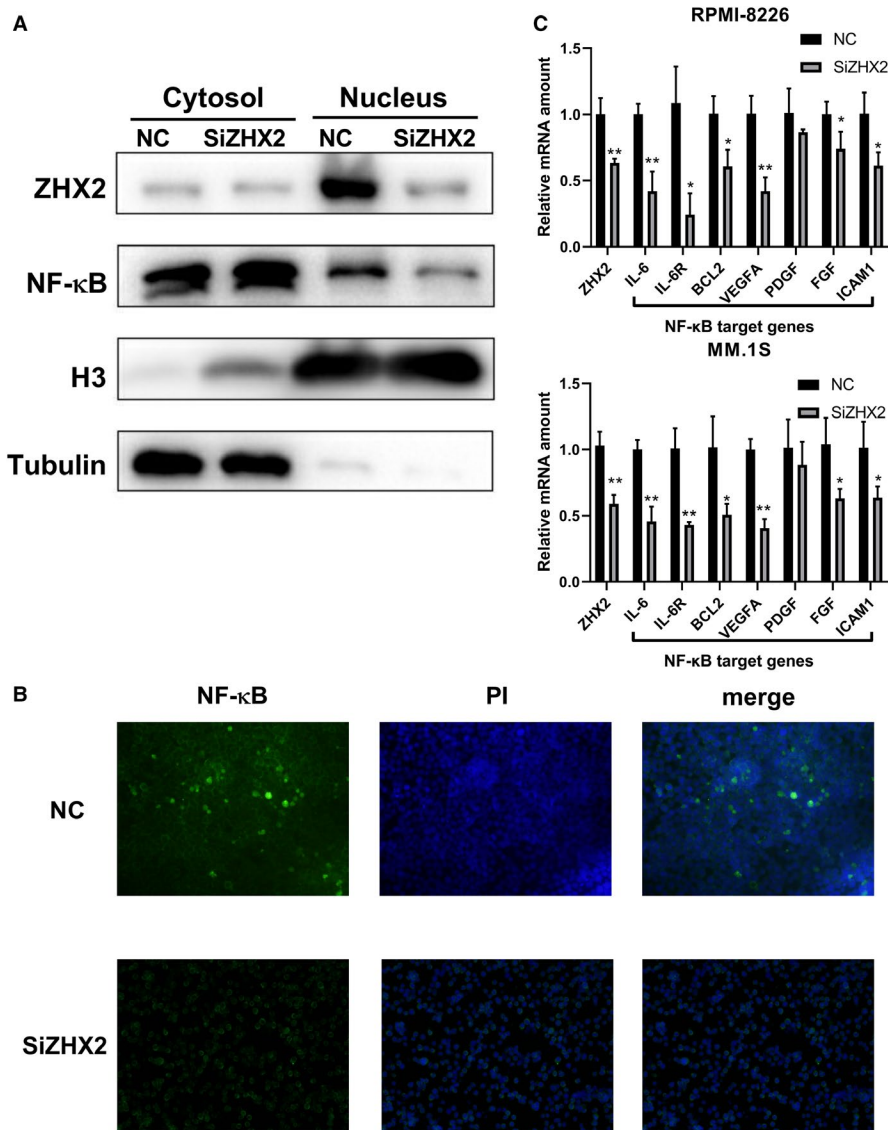 A
Cytosol Nucleus
NC SiZHX2 NC SiZHX2
ZHX2
NF-κB
H3
Tubulin
C
RPMI-8226
NC
SiZHX2
Relative mRNA amount
1.5
1.0
0.5
0.0
** ** * * ** * *
ZHX2 IL-6 IL-6R BCL2 VEGFA PDGF FGF ICAM1
NF-κB target genes
MM.1S
NC
SiZHX2
Relative mRNA amount
1.5
1.0
0.5
0.0
** ** ** * ** * *
ZHX2 IL-6 IL-6R BCL2 VEGFA PDGF FGF ICAM1
NF-κB target genes
B
NF-κB PI merge
NC
SiZHX2